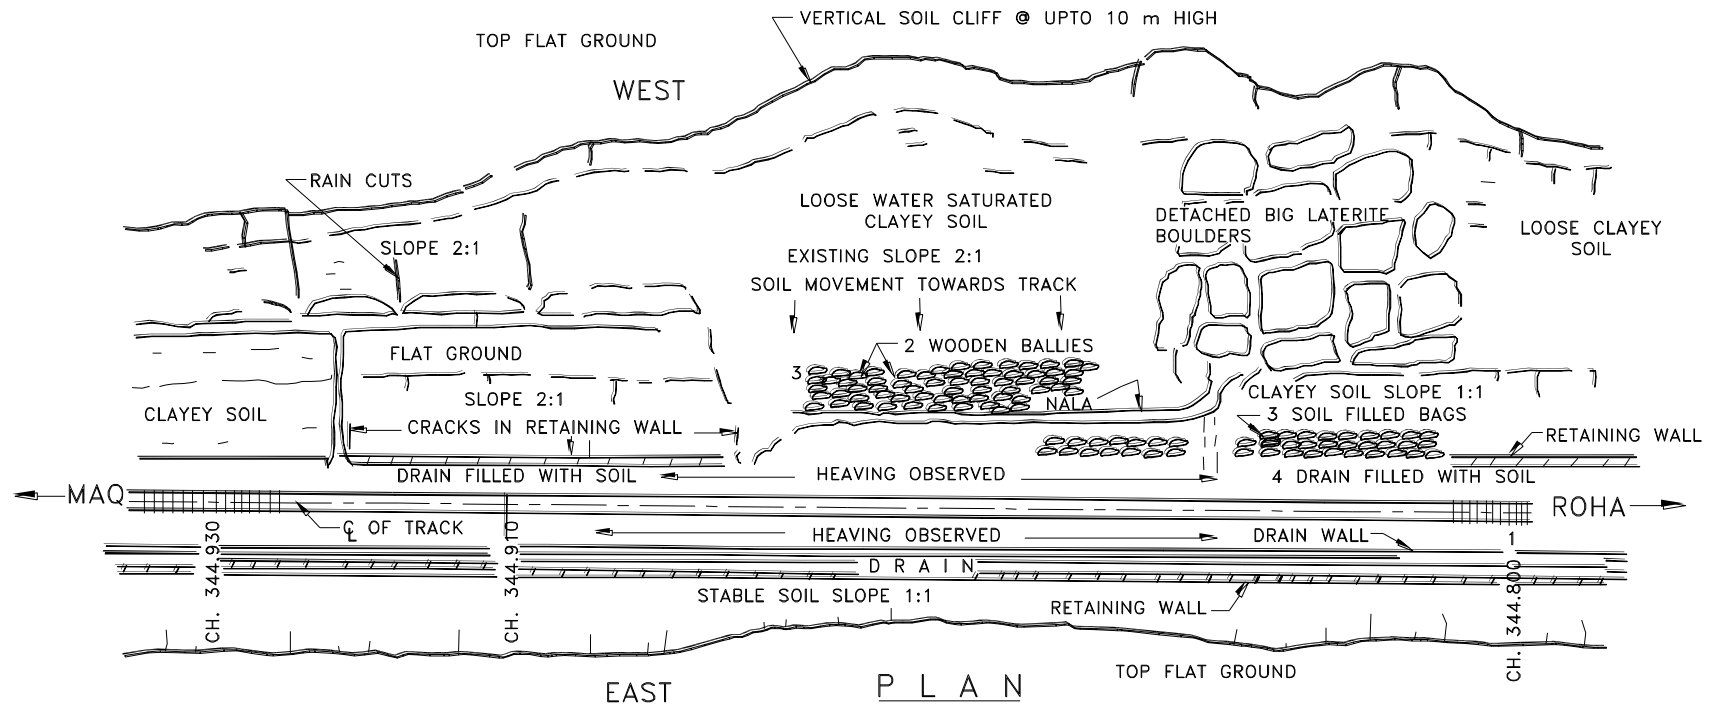 VERTICAL SOIL CLIFF @ UPTO 10 m HIGH
TOP FLAT GROUND
WEST
RAIN CUTS
LOOSE WATER SATURATED
CLAYEY SOIL
DETACHED BIG LATERITE
BOULDERS
LOOSE CLAYEY
SOIL
SLOPE 2:1
EXISTING SLOPE 2:1
SOIL MOVEMENT TOWARDS TRACK
FLAT GROUND
2 WOODEN BALLIES
3
CLAYEY SOIL
SLOPE 2:1
NALA
CLAYEY SOIL SLOPE 1:1
3 SOIL FILLED BAGS
CRACKS IN RETAINING WALL
RETAINING WALL
DRAIN FILLED WITH SOIL
HEAVING OBSERVED
4 DRAIN FILLED WITH SOIL
MAQ
ROHA
℄ OF TRACK
HEAVING OBSERVED
DRAIN WALL
1
CH. 344.930
CH. 344.910
CH. 344.800
DRAIN
STABLE SOIL SLOPE 1:1
RETAINING WALL
TOP FLAT GROUND
EAST
PLAN